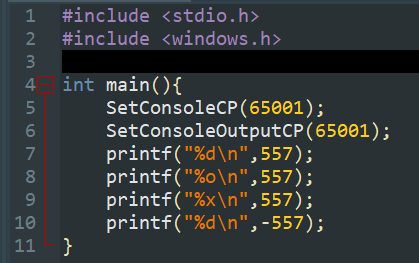 1 #include <stdio.h>
2 #include <windows.h>
3
4 int main(){
5 SetConsoleCP(65001);
6 SetConsoleOutputCP(65001);
7 printf("%d\n",557);
8 printf("%o\n",557);
9 printf("%x\n",557);
10 printf("%d\n",-557);
11 }